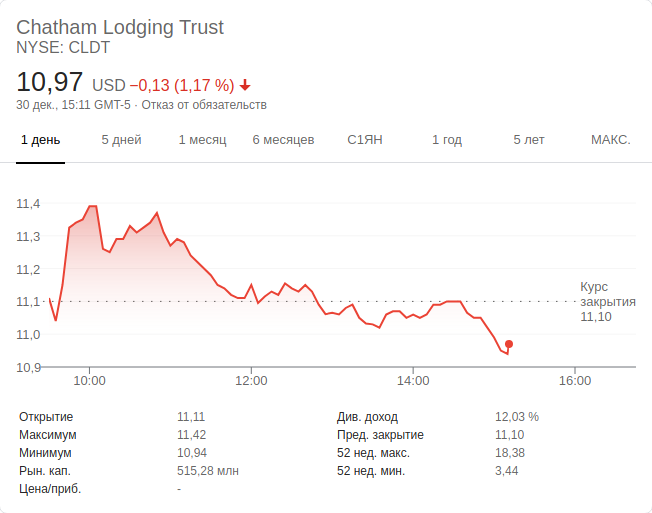 Chatham Lodging Trust
NYSE: CLDT
10,97 USD −0,13 (1,17 %)
30 дек., 15:11 GMT-5 · Отказ от обязательств
1 день 5 дней 1 месяц 6 месяцев С1ЯН 1 год 5 лет МАКС.
11,4
11,3
11,2
11,1
11,0
10,9
Курс
закрытия
11,10
10:00 12:00 14:00 16:00
Открытие 11,11 Див. доход 12,03 %
Максимум 11,42 Пред. закрытие 11,10
Минимум 10,94 52 нед. макс. 18,38
Рын. кап. 515,28 млн 52 нед. мин. 3,44
Цена/приб. -